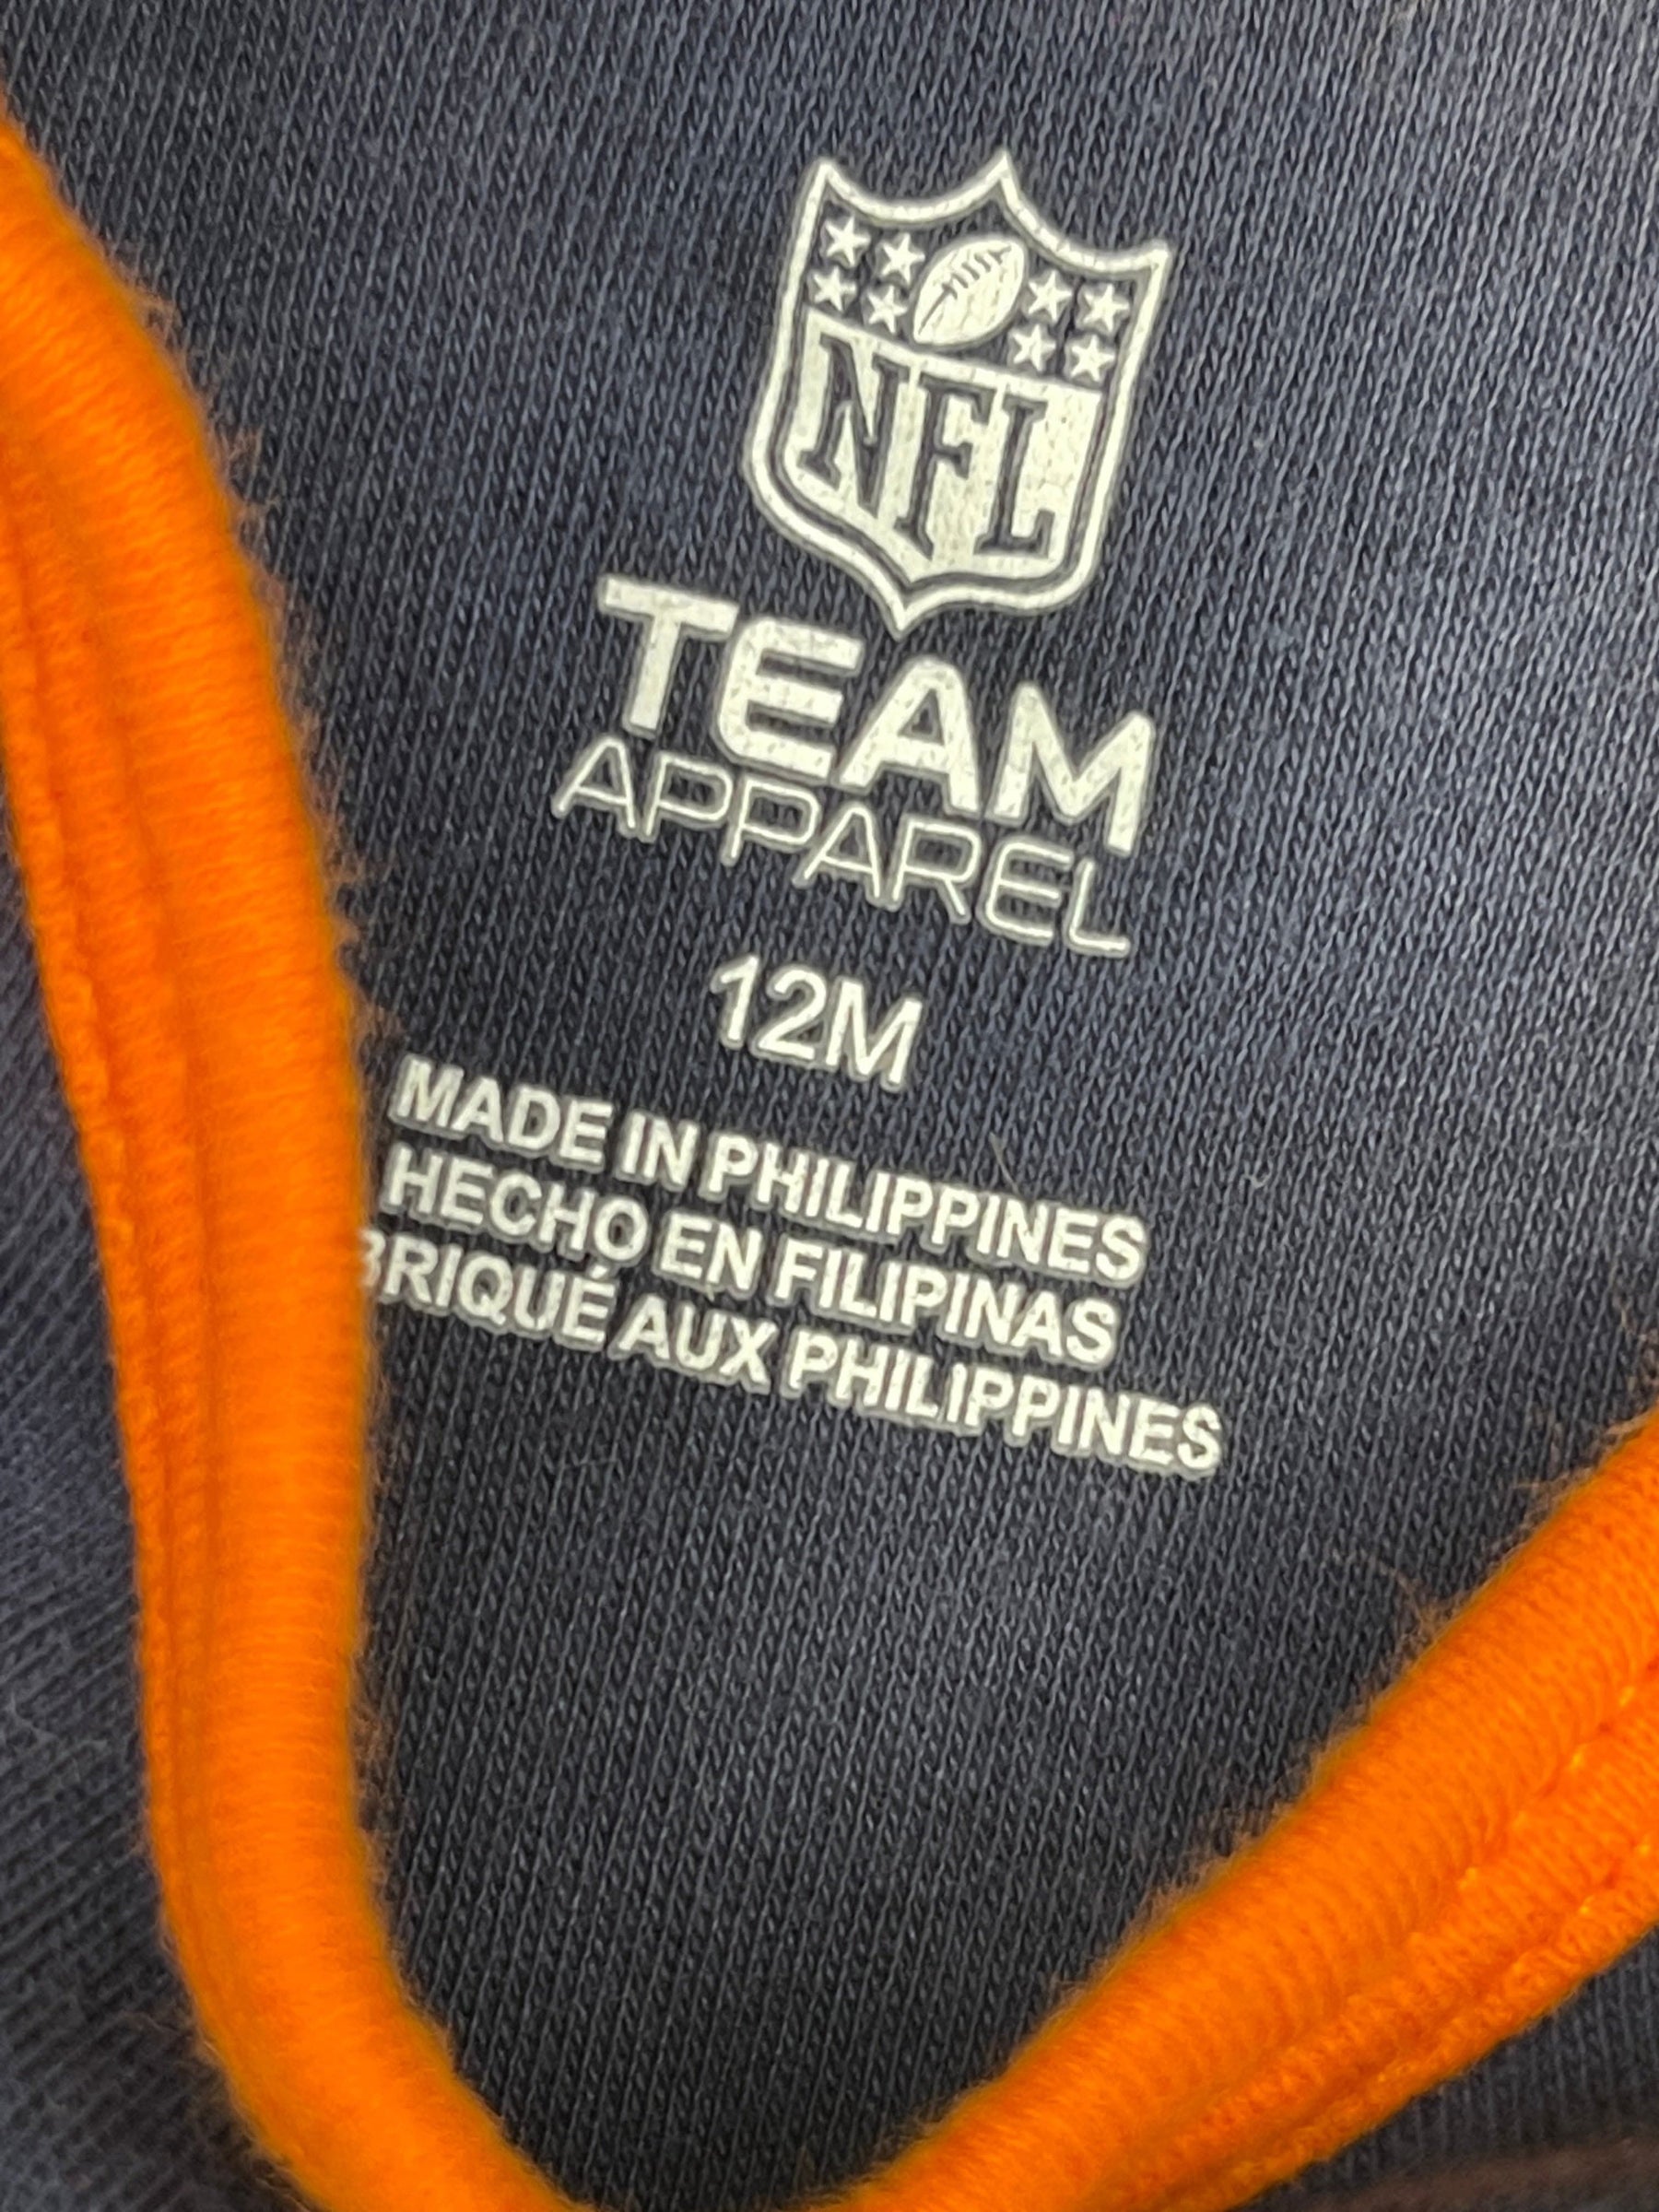 NFL
TEAM
APPAREL
12M
MADE IN PHILIPPINES
HECHO EN FILIPINAS
BRIQUÉ AUX PHILIPPINES